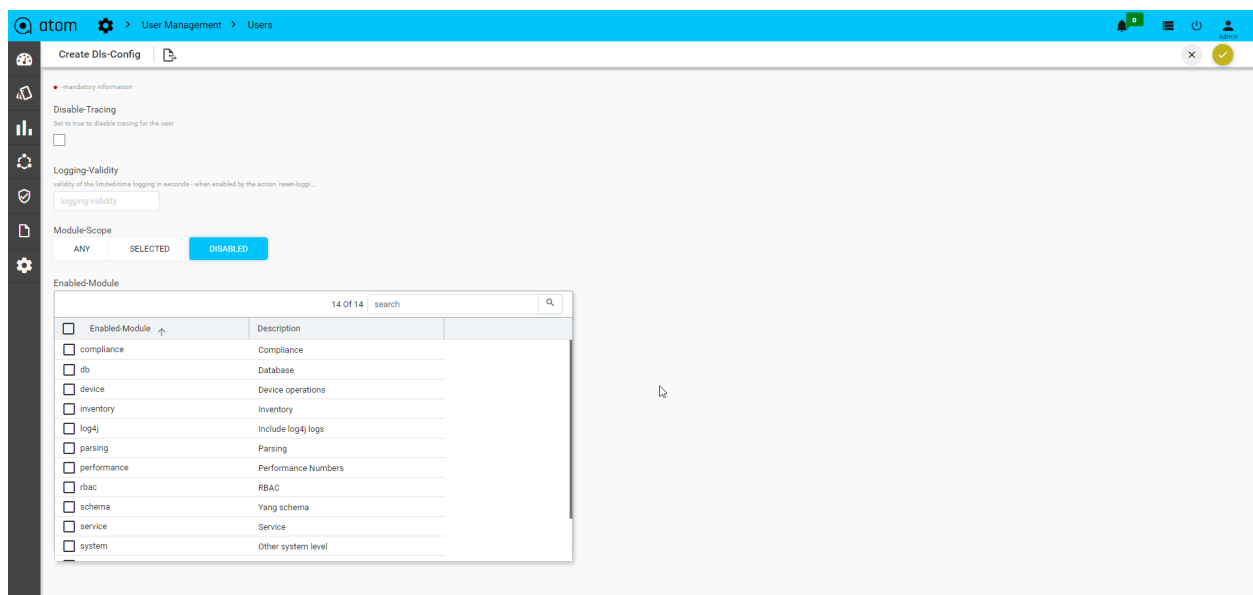 atom > User Management > Users
0
Admin
Create Dls-Config
-mandatory information
Disable-Tracing
Set to true to disable tracing for the user
Logging-Validity
validity of the limited-time logging in seconds - when enabled by the action 'reset-loggi...
logging-validity
Module-Scope
ANY SELECTED DISABLED
Enabled-Module
14 Of 14 search
Enabled-Module Description
compliance Compliance
db Database
device Device operations
inventory Inventory
log4j Include log4j logs
parsing Parsing
performance Performance Numbers
rbac RBAC
schema Yang schema
service Service
system Other system level